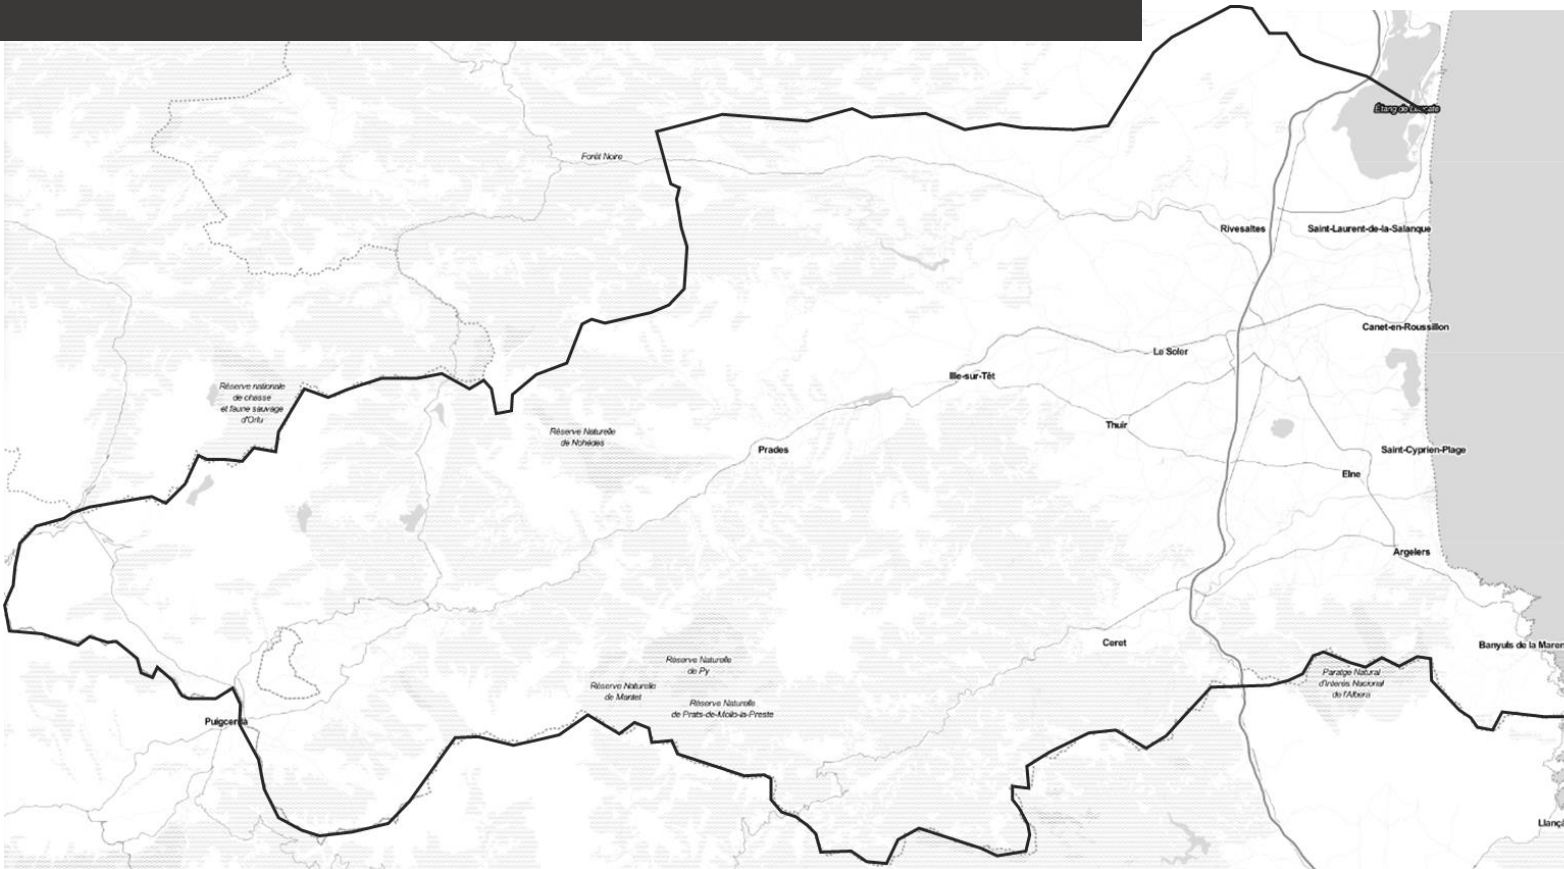 Étang de Leucate
Forêt Noire
Rivesaltes
Saint-Laurent-de-la-Salanque
Canet-en-Roussillon
Le Soler
Ille-sur-Têt
Réserve nationale
de chasse
et faune sauvage
d'Orlu
Thuir
Réserve Naturelle
de Nohèdes
Prades
Saint-Cyprien-Plage
Elne
Argelers
Ceret
Banyuls de la Maren
Réserve Naturelle
de Py
Paratge Natural
d'Interès Nacional
de l'Albera
Réserve Naturelle
de Mantet
Réserve Naturelle
de Prats-de-Mollo-la-Preste
Puigcerdà
Llançà